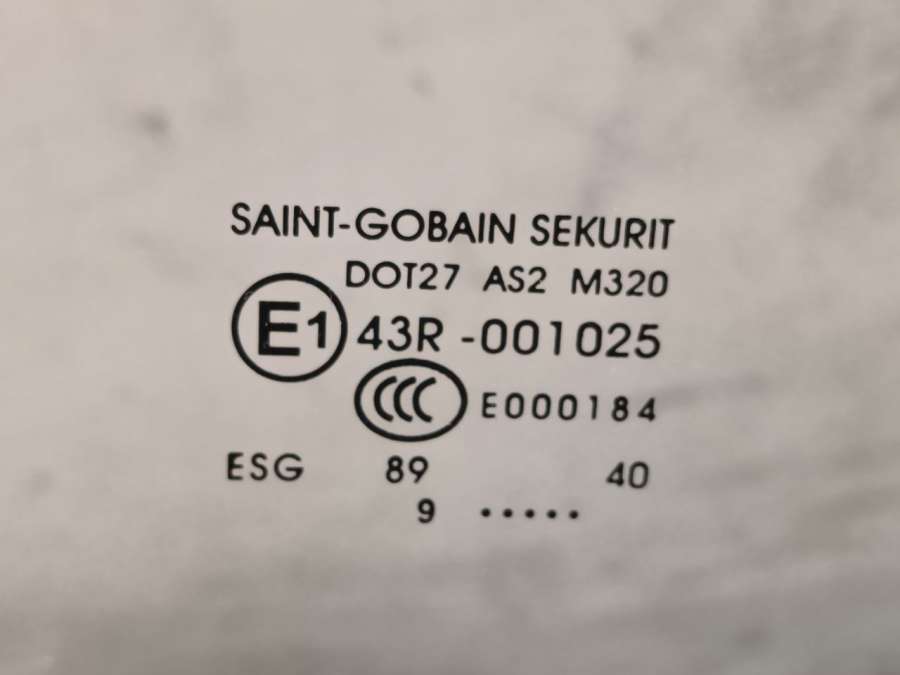 SAINT-GOBAIN SEKURIT
DOT27 AS2 M320
E1 43R -001025
CCC E000184
ESG 89 40
9 .....